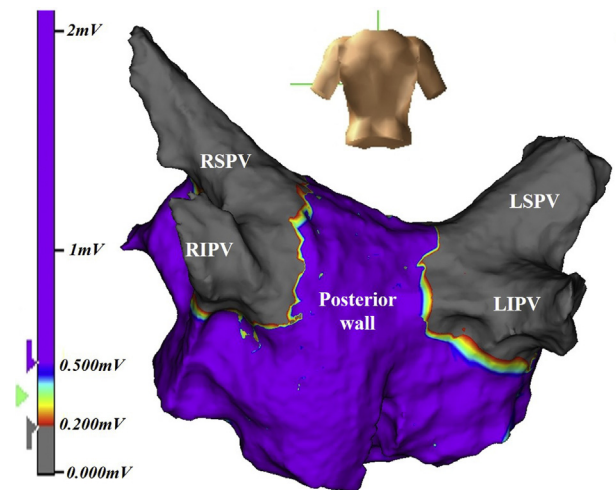 2mV
RSPV
LSPV
1mV
RIPV
LIPV
Posterior
wall
0.500mV
0.200mV
0.000mV